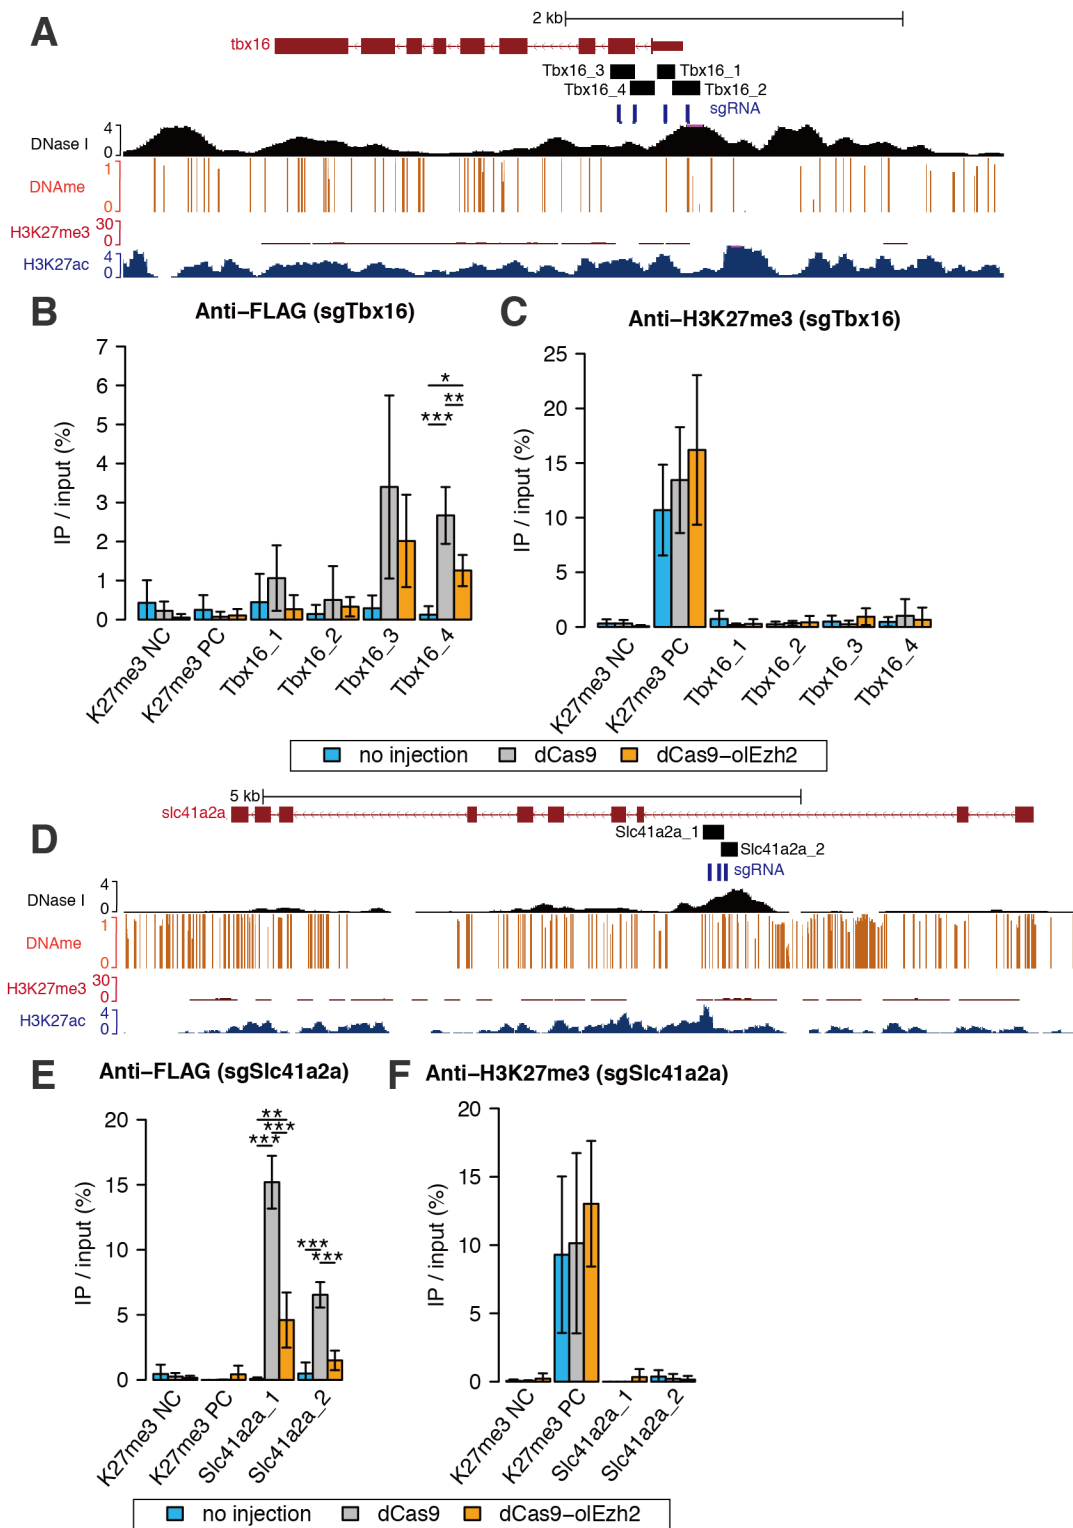 A
2 kb
tbx16
Tbx16_3
Tbx16_1
Tbx16_4
Tbx16_2
sgRNA
DNase I
4
0
DNAme
1
0
H3K27me3
30
0
H3K27ac
4
0
B
Anti−FLAG (sgTbx16)
IP / input (%)
7
6
5
4
3
2
1
0
*
**
***
K27me3 NC
K27me3 PC
Tbx16_1
Tbx16_2
Tbx16_3
Tbx16_4
C
Anti−H3K27me3 (sgTbx16)
IP / input (%)
25
20
15
10
5
0
K27me3 NC
K27me3 PC
Tbx16_1
Tbx16_2
Tbx16_3
Tbx16_4
no injection
dCas9
dCas9−olEzh2
D
5 kb
slc41a2a
Slc41a2a_1
Slc41a2a_2
sgRNA
DNase I
4
0
DNAme
1
0
H3K27me3
30
0
H3K27ac
4
0
E
Anti−FLAG (sgSlc41a2a)
IP / input (%)
20
15
10
5
0
**
***
***
***
***
K27me3 NC
K27me3 PC
Slc41a2a_1
Slc41a2a_2
F
Anti−H3K27me3 (sgSlc41a2a)
IP / input (%)
20
15
10
5
0
K27me3 NC
K27me3 PC
Slc41a2a_1
Slc41a2a_2
no injection
dCas9
dCas9−olEzh2